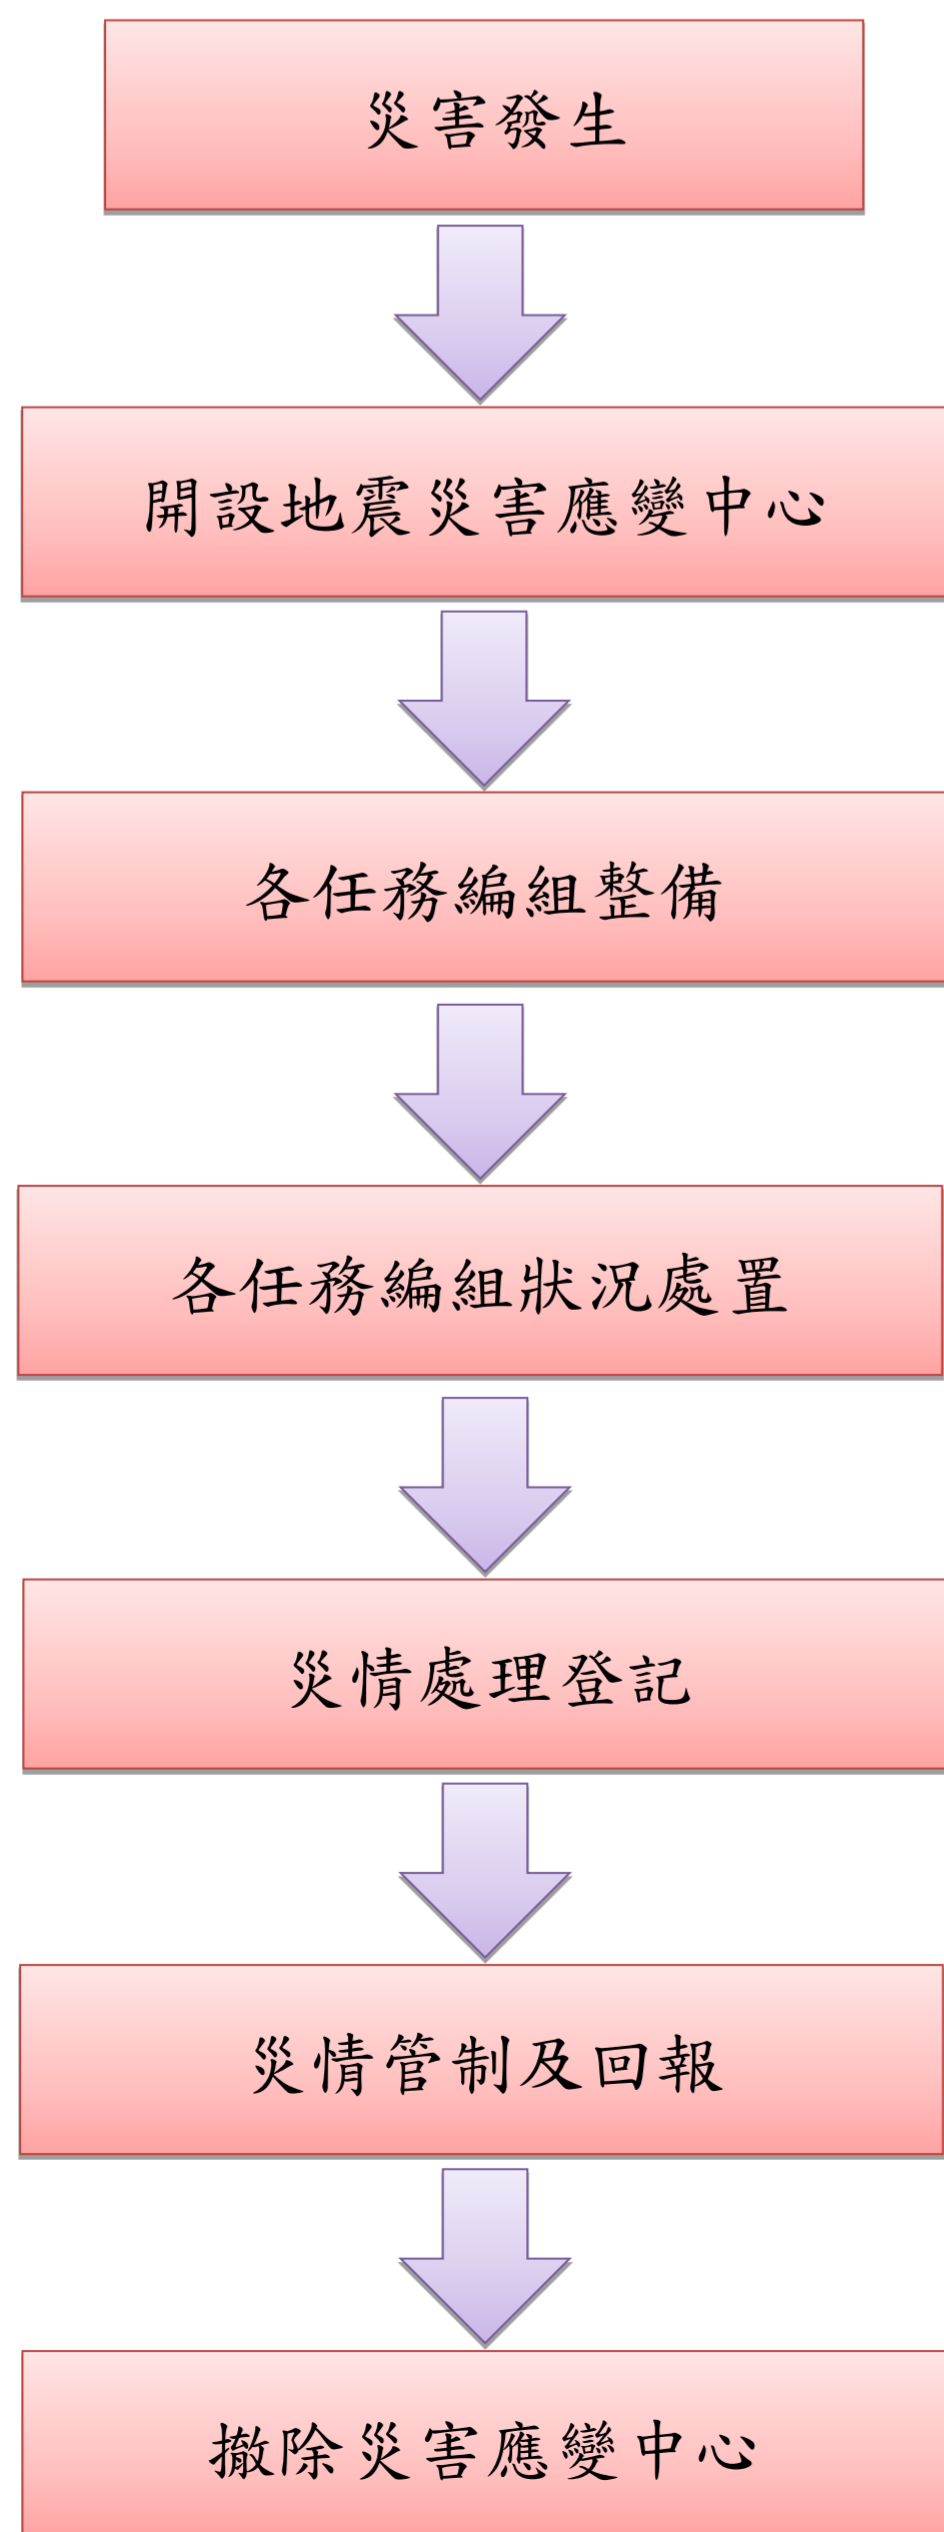 災害發生
開設地震災害應變中心
各任務編組整備
各任務編組狀況處置
災情處理登記
災情管制及回報
撤除災害應變中心